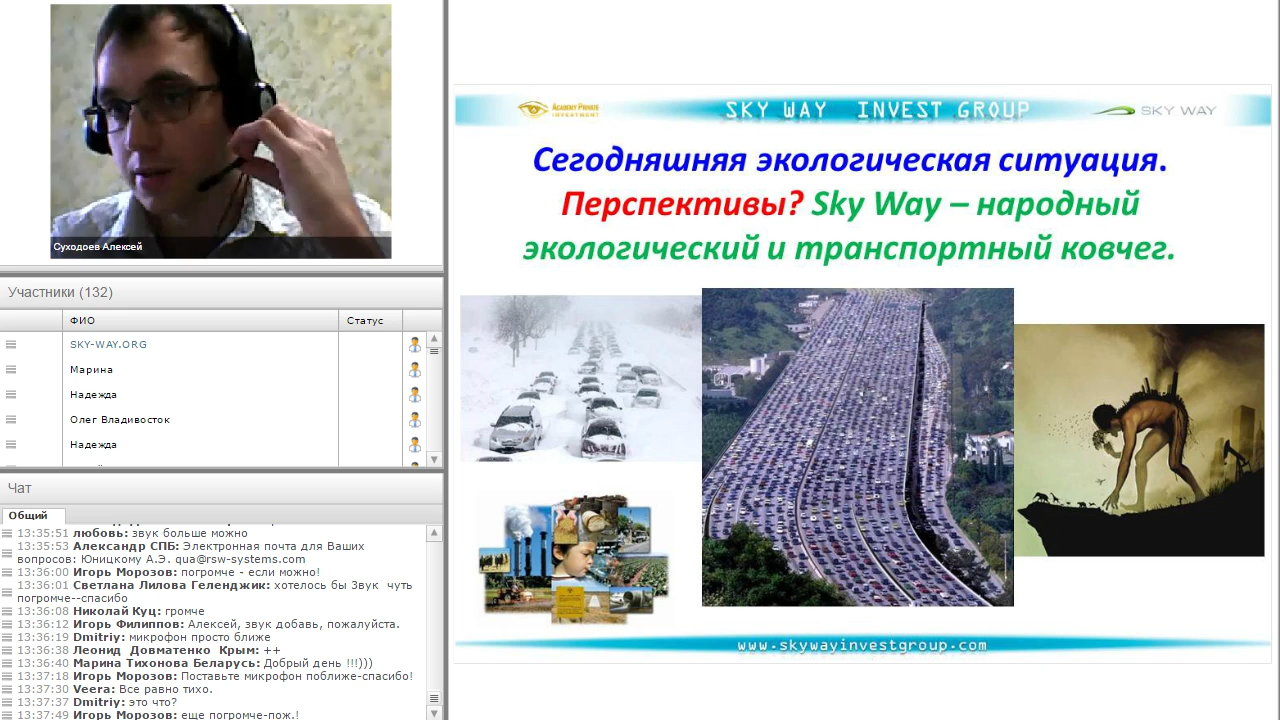 Суходоев Алексей
Участники (132)
ФИО
Статус
SKY-WAY.ORG
Марина
Надежда
Олег Владивосток
Надежда
Чат
Общий
13:35:51 любовь: звук больше можно
13:35:53 Александр СПБ: Электронная почта для Ваших
вопросов: Юницкому А.Э. qua@rsw-systems.com
13:36:00 Игорь Морозов: погромче - если можно!
13:36:01 Светлана Лилова Геленджик: хотелось бы Звук чуть
погромче--спасибо
13:36:08 Николай Куц: громче
13:36:12 Игорь Филиппов: Алексей, звук добавь, пожалуйста.
13:36:19 Dmitriy: микрофон просто ближе
13:36:38 Леонид Довматенко Крым: ++
13:36:40 Марина Тихонова Беларусь: Добрый день !!!)))
13:37:18 Игорь Морозов: Поставьте микрофон поближе-спасибо!
13:37:30 Veera: Все равно тихо.
13:37:37 Dmitriy: это что?
13:37:49 Игорь Морозов: еще погромче-пож.!
ACADEMY PRIVATE
INVESTMENT
SKY WAY INVEST GROUP
SKY WAY
Сегодняшняя экологическая ситуация.
Перспективы? Sky Way – народный
экологический и транспортный ковчег.
www.skywayinvestgroup.com